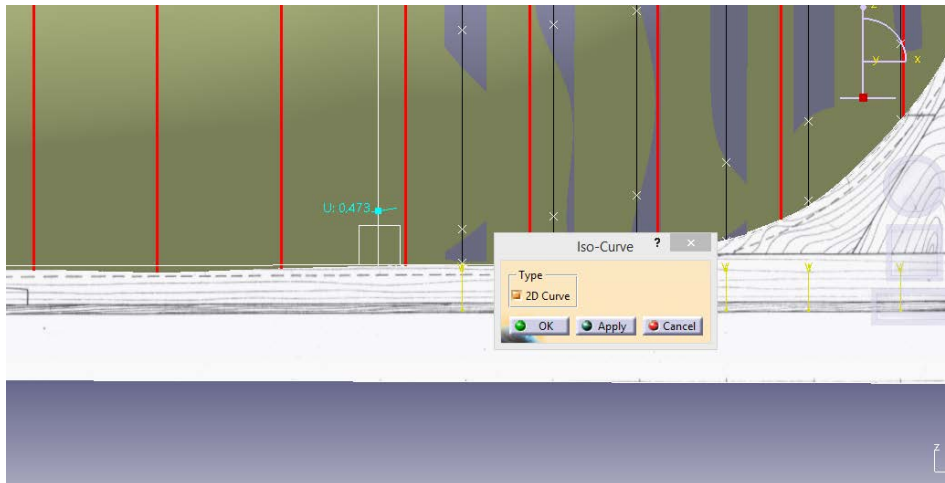 z
y
x
U: 0.473
Iso-Curve
?
×
Type
2D Curve
OK
Apply
Cancel
z